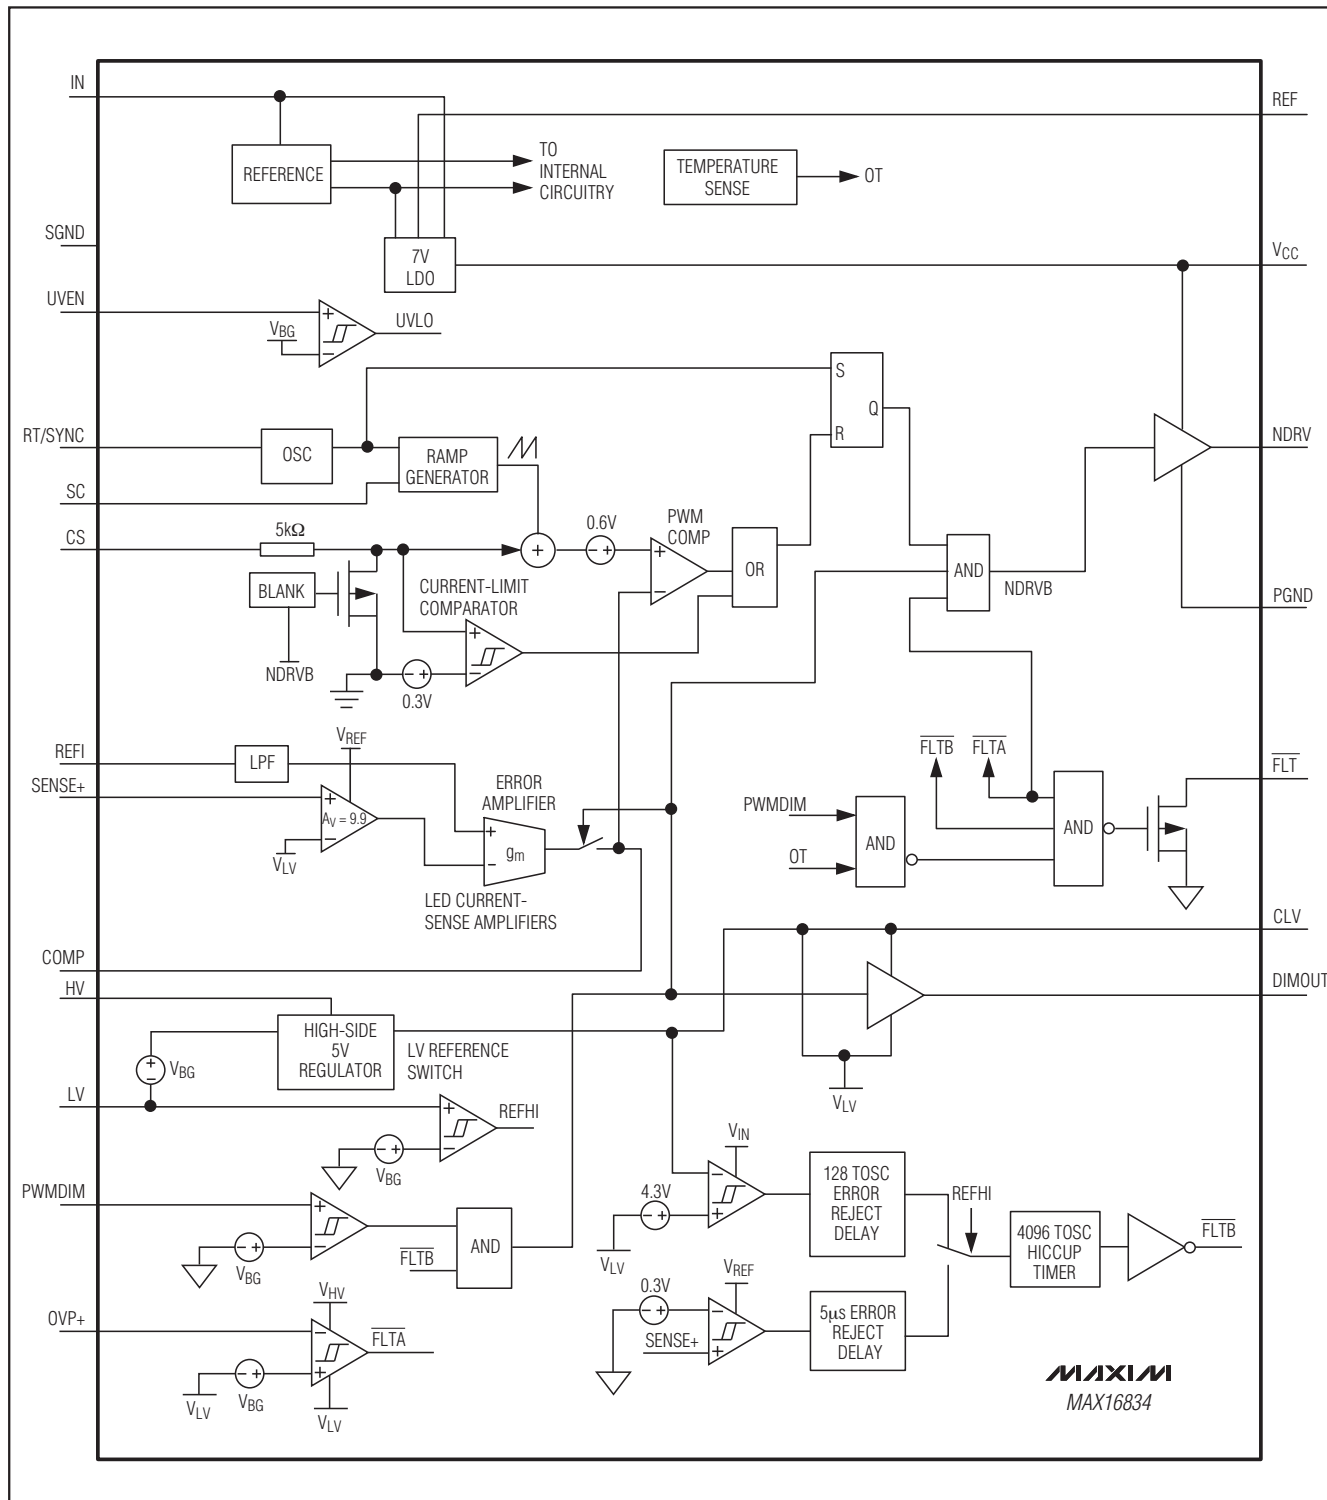 IN
REF
REFERENCE
TO
INTERNAL
CIRCUITRY
TEMPERATURE
SENSE
OT
SGND
7V
LDO
VCC
UVEN
+
VBG
−
UVLO
S
Q
R
RT/SYNC
OSC
RAMP
GENERATOR
NDRV
SC
CS
5kΩ
+
0.6V
− +
PWM
COMP
+
−
OR
AND
NDRVB
BLANK
CURRENT-LIMIT
COMPARATOR
+
−
PGND
NDRVB
− +
0.3V
REFI
LPF
VREF
SENSE+
+
AV = 9.9
−
VLV
ERROR
AMPLIFIER
+
gm
-
LED CURRENT-
SENSE AMPLIFIERS
FLTB
FLTA
FLT
PWMDIM
AND
OT
AND
CLV
COMP
HV
DIMOUT
HIGH-SIDE
5V
REGULATOR
LV REFERENCE
SWITCH
+
−
VBG
LV
+
−
REFHI
− +
VBG
VLV
PWMDIM
+
−
− +
VBG
FLTB
AND
VIN
−
+
4.3V
− +
VLV
128 TOSC
ERROR
REJECT
DELAY
REFHI
4096 TOSC
HICCUP
TIMER
FLTB
OVP+
VHV
−
+
FLTA
− +
VLV
VBG
VLV
0.3V
− +
VREF
−
+
SENSE+
5μs ERROR
REJECT
DELAY
MAXIM
MAX16834